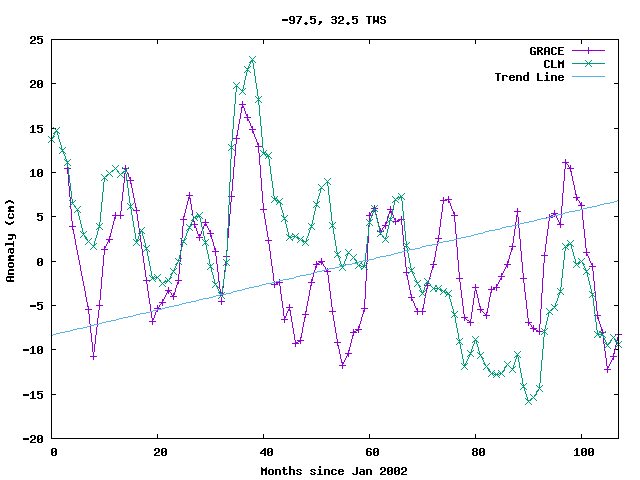 -97.5, 32.5 TWS
GRACE
CLM
Trend Line
25
20
15
10
5
0
-5
-10
-15
-20
Anomaly (cm)
0 20 40 60 80 100
Months since Jan 2002